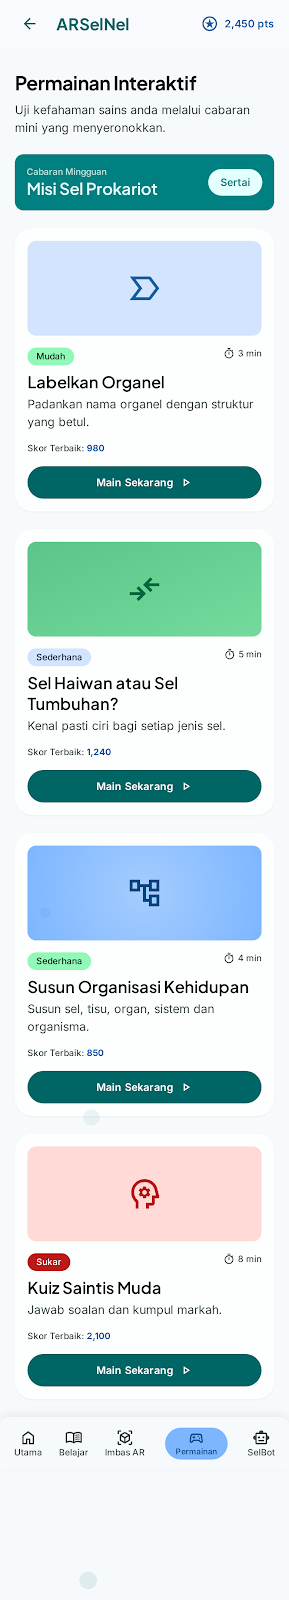 ARSelNel
2,450 pts
Permainan Interaktif
Uji kefahaman sains anda melalui cabaran
mini yang menyeronokkan.
Cabaran Mingguan
Misi Sel Prokariot
Sertai
Mudah
3 min
Labelkan Organel
Padankan nama organel dengan struktur
yang betul.
Skor Terbaik: 980
Main Sekarang
Sederhana
5 min
Sel Haiwan atau Sel
Tumbuhan?
Kenal pasti ciri bagi setiap jenis sel.
Skor Terbaik: 1,240
Main Sekarang
Sederhana
4 min
Susun Organisasi Kehidupan
Susun sel, tisu, organ, sistem dan
organisma.
Skor Terbaik: 850
Main Sekarang
Sukar
8 min
Kuiz Saintis Muda
Jawab soalan dan kumpul markah.
Skor Terbaik: 2,100
Main Sekarang
Utama
Belajar
Imbas AR
Permainan
SelBot